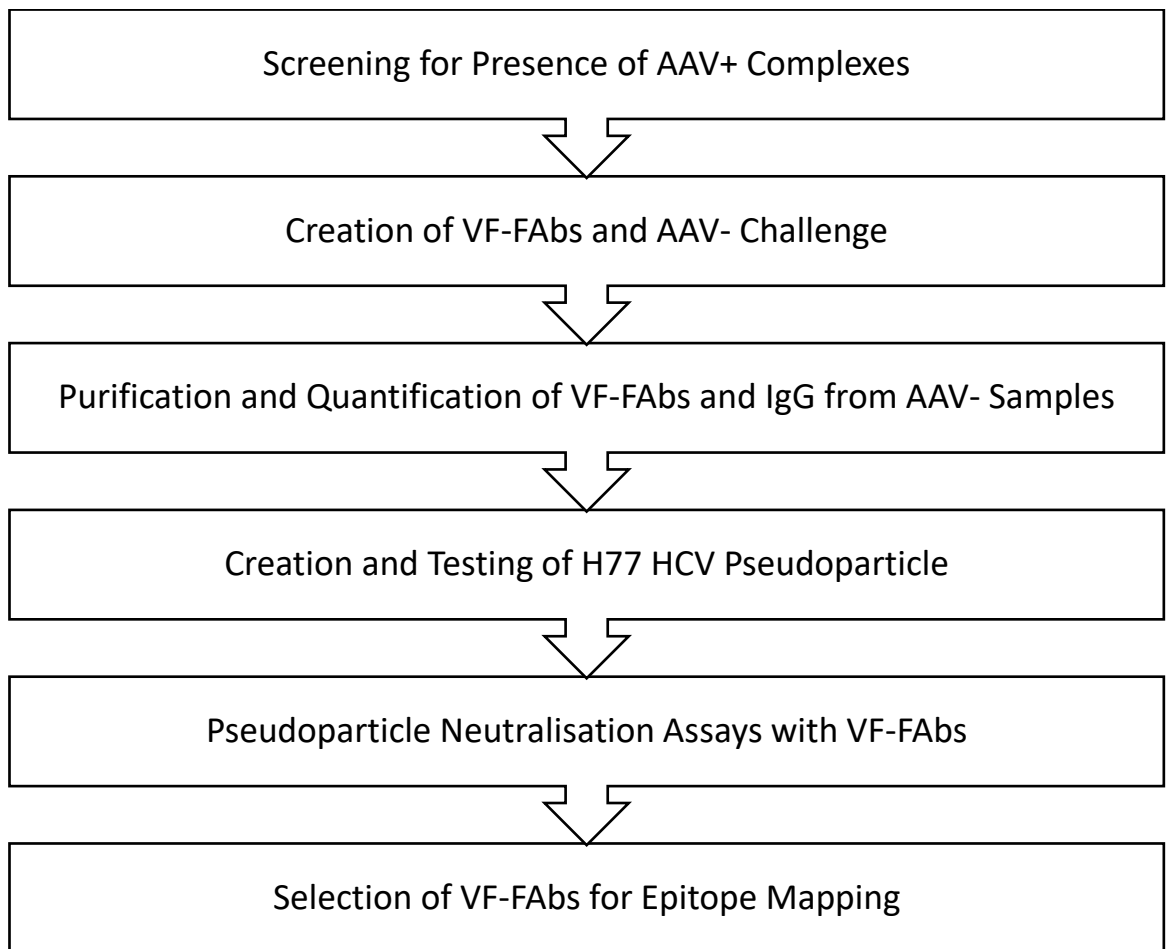 Screening for Presence of AAV+ Complexes
Creation of VF-FAbs and AAV- Challenge
Purification and Quantification of VF-FAbs and IgG from AAV- Samples
Creation and Testing of H77 HCV Pseudoparticle
Pseudoparticle Neutralisation Assays with VF-FAbs
Selection of VF-FAbs for Epitope Mapping